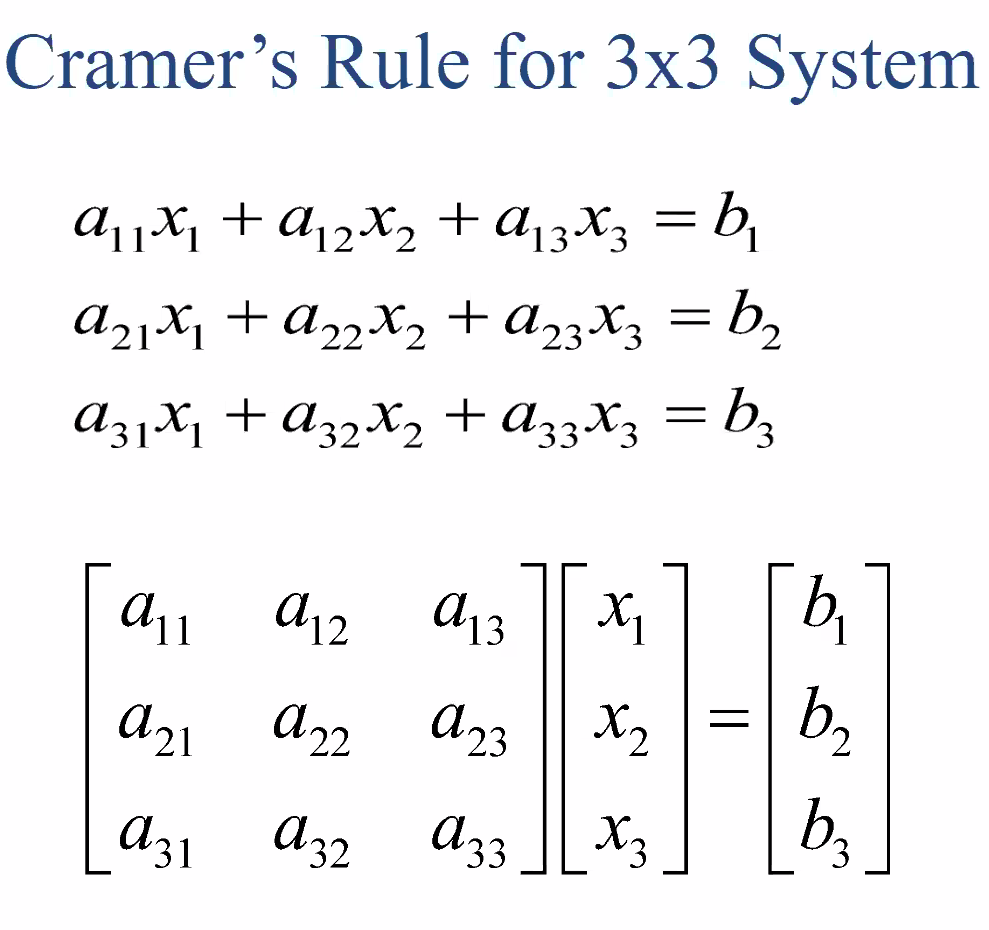 Cramer’s Rule for 3x3 System
a₁₁x₁ + a₁₂x₂ + a₁₃x₃ = b₁
a₂₁x₁ + a₂₂x₂ + a₂₃x₃ = b₂
a₃₁x₁ + a₃₂x₂ + a₃₃x₃ = b₃
[a₁₁ a₁₂ a₁₃] [x₁] [b₁]
[a₂₁ a₂₂ a₂₃] [x₂] = [b₂]
[a₃₁ a₃₂ a₃₃] [x₃] [b₃]